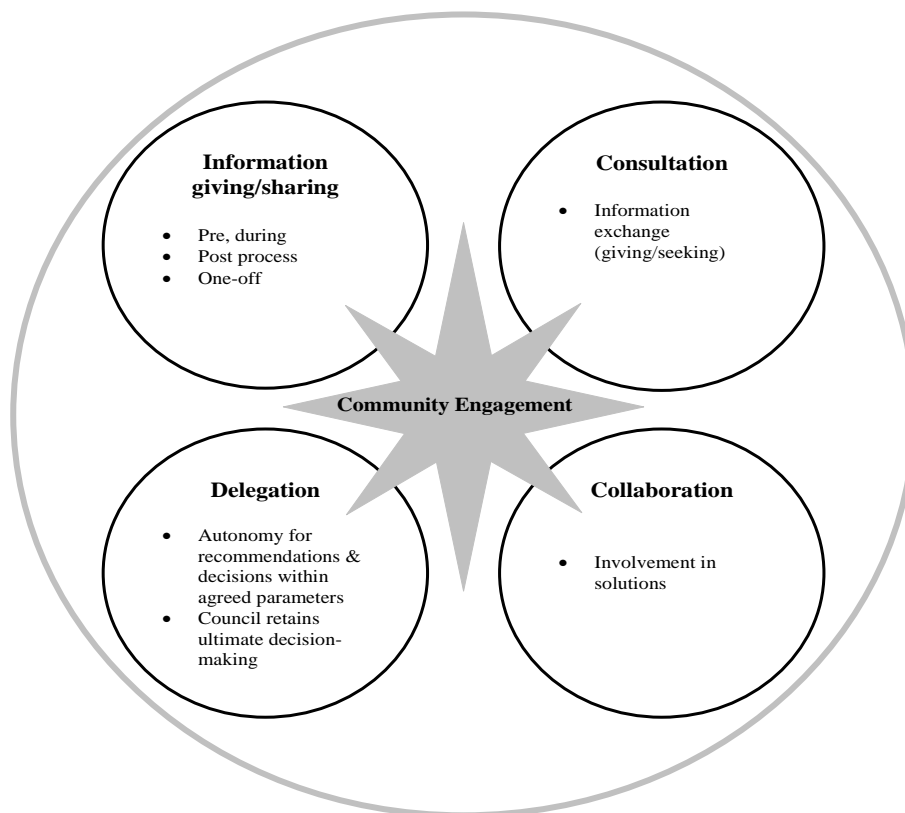 Information
giving/sharing
• Pre, during
• Post process
• One-off
Consultation
• Information
exchange
(giving/seeking)
Community Engagement
Delegation
• Autonomy for
recommendations &
decisions within
agreed parameters
• Council retains
ultimate decision-
making
Collaboration
• Involvement in
solutions